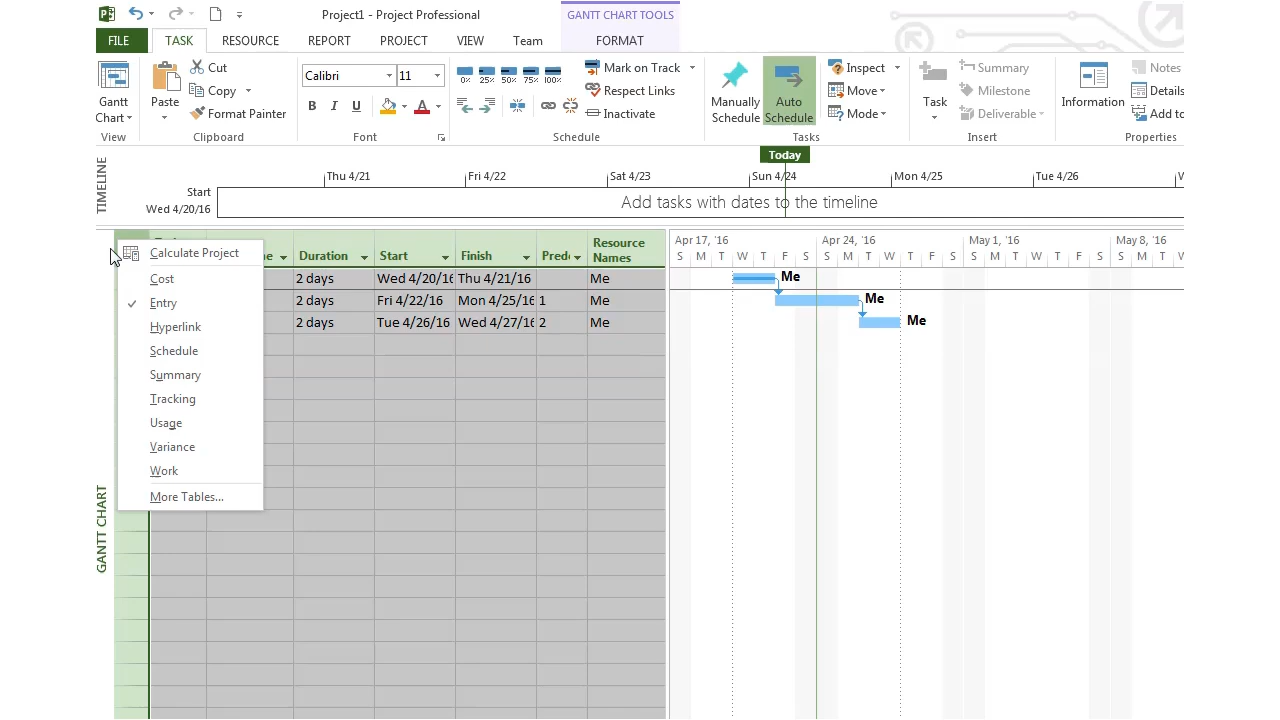 Project1 - Project Professional
GANTT CHART TOOLS
FILE TASK RESOURCE REPORT PROJECT VIEW Team FORMAT
Gantt
Chart
View
Paste
Cut
Copy
Format Painter
Clipboard
Calibri 11
B I U A
Font
0% 25% 50% 75% 100%
Mark on Track
Respect Links
Inactivate
Schedule
Manually
Schedule
Auto
Schedule
Inspect
Move
Mode
Tasks
Task
Summary
Milestone
Deliverable
Insert
Information
Notes
Details
Add to
Properties
TIMELINE
Today
Thu 4/21 Fri 4/22 Sat 4/23 Sun 4/24 Mon 4/25 Tue 4/26
Start
Wed 4/20/16
Add tasks with dates to the timeline
GANTT CHART
Duration Start Finish Prede Resource
Names
2 days Wed 4/20/16 Thu 4/21/16 Me
2 days Fri 4/22/16 Mon 4/25/16 1 Me
2 days Tue 4/26/16 Wed 4/27/16 2 Me
Calculate Project
Cost
Entry
Hyperlink
Schedule
Summary
Tracking
Usage
Variance
Work
More Tables...
Apr 17, '16 Apr 24, '16 May 1, '16 May 8, '16
S M T W T F S S M T W T F S S M T W T F S S M T W
Me
Me
Me